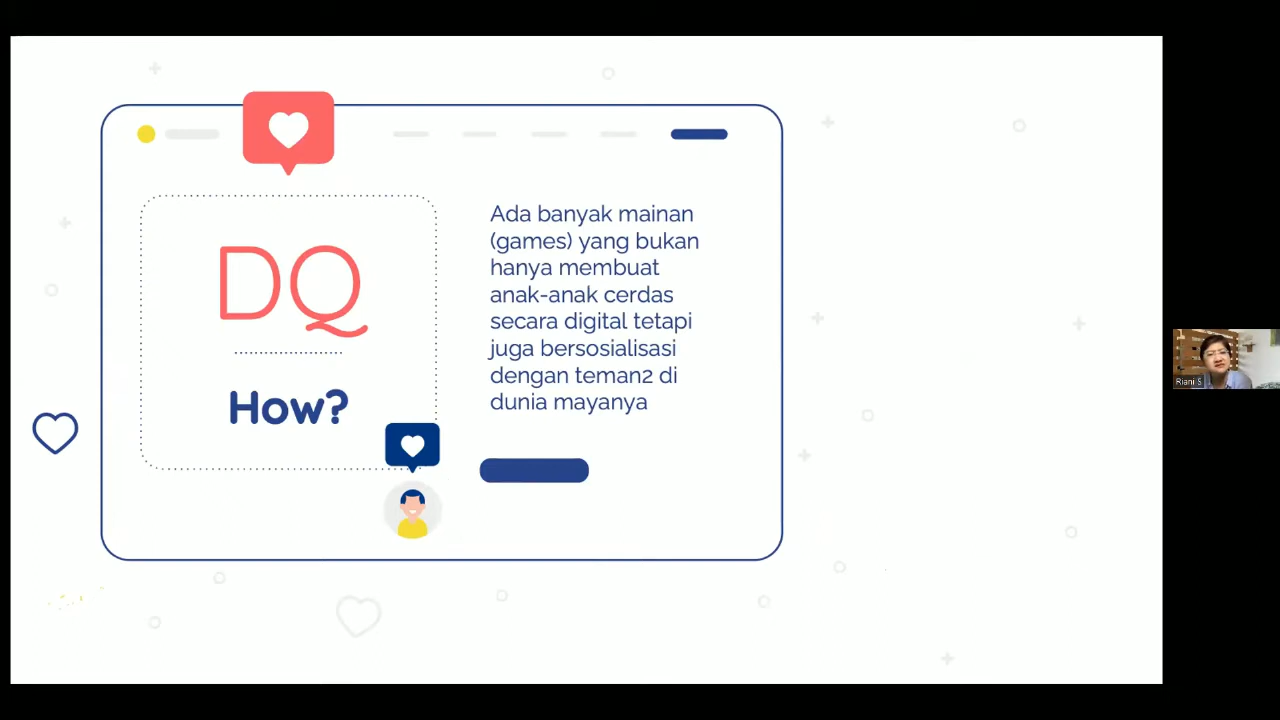 DQ
How?
Ada banyak mainan
(games) yang bukan
hanya membuat
anak-anak cerdas
secara digital tetapi
juga bersosialisasi
dengan teman2 di
dunia mayanya
Riani S